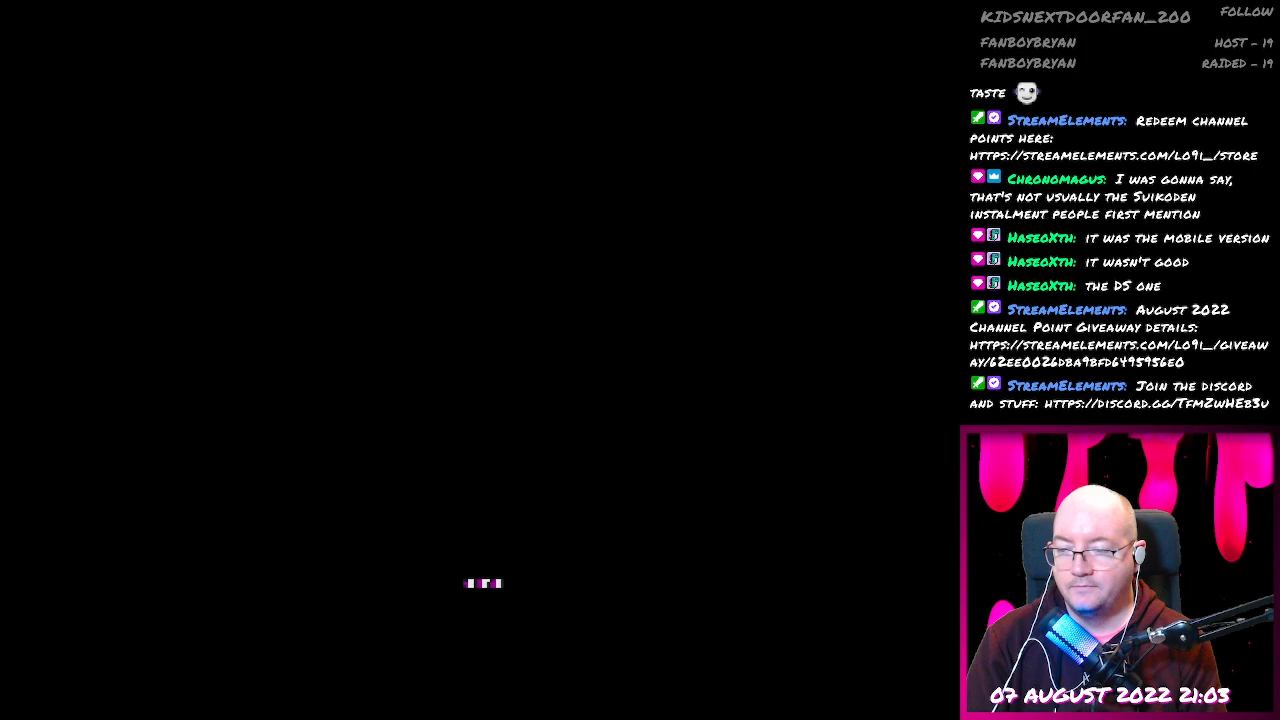 KIDSNEXTDOORFAN_200 FOLLOW
FANBOYBRYAN HOST - 19
FANBOYBRYAN RAIDED - 19
TASTE
STREAMELEMENTS: REDEEM CHANNEL
POINTS HERE:
HTTPS://STREAMELEMENTS.COM/LO9I_/STORE
CHRONOMAGUS: I WAS GONNA SAY,
THAT'S NOT USUALLY THE SUIKODEN
INSTALMENT PEOPLE FIRST MENTION
HASEOXTH: IT WAS THE MOBILE VERSION
HASEOXTH: IT WASN'T GOOD
HASEOXTH: THE DS ONE
STREAMELEMENTS: AUGUST 2022
CHANNEL POINT GIVEAWAY DETAILS:
HTTPS://STREAMELEMENTS.COM/LO9I_/GIVEAW
AY/62EE0026DBA9BFD6495956E0
STREAMELEMENTS: JOIN THE DISCORD
AND STUFF: HTTPS://DISCORD.GG/TFMZWHEB3U
07 AUGUST 2022 21:03